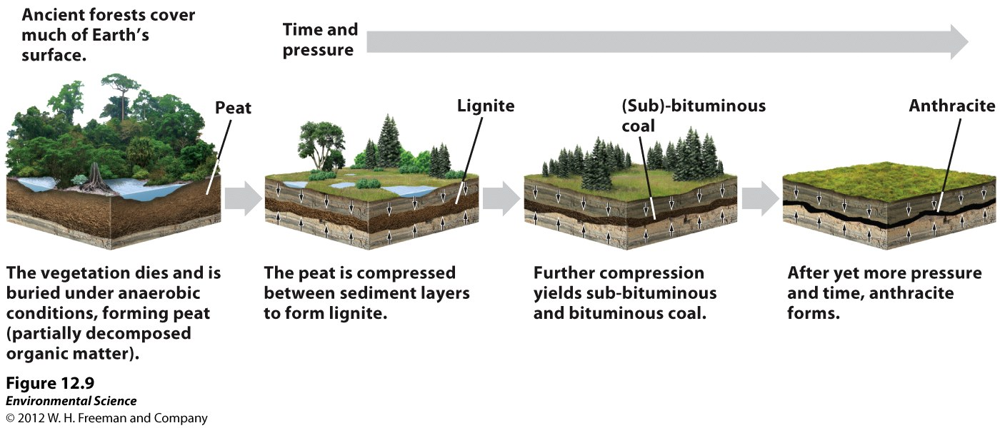 Ancient forests cover
much of Earth's
surface.
Time and
pressure
Peat
Lignite
(Sub)-bituminous
coal
Anthracite
The vegetation dies and is
buried under anaerobic
conditions, forming peat
(partially decomposed
organic matter).
The peat is compressed
between sediment layers
to form lignite.
Further compression
yields sub-bituminous
and bituminous coal.
After yet more pressure
and time, anthracite
forms.
Figure 12.9
Environmental Science
© 2012 W. H. Freeman and Company